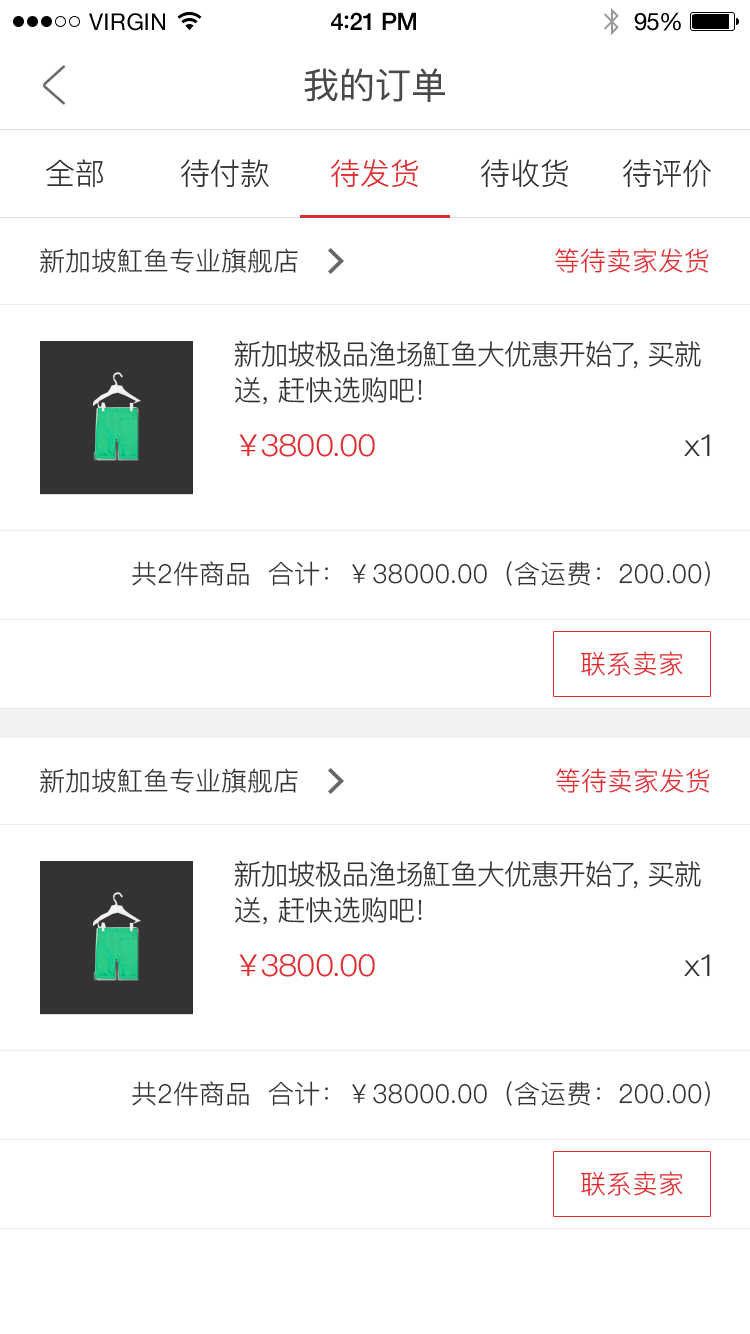 VIRGIN 4:21 PM 95%
我的订单
全部 待付款 待发货 待收货 待评价
新加坡魟鱼专业旗舰店 等待卖家发货
新加坡极品渔场魟鱼大优惠开始了, 买就
送, 赶快选购吧!
￥3800.00 x1
共2件商品 合计：￥38000.00（含运费：200.00）
联系卖家
新加坡魟鱼专业旗舰店 等待卖家发货
新加坡极品渔场魟鱼大优惠开始了, 买就
送, 赶快选购吧!
￥3800.00 x1
共2件商品 合计：￥38000.00（含运费：200.00）
联系卖家